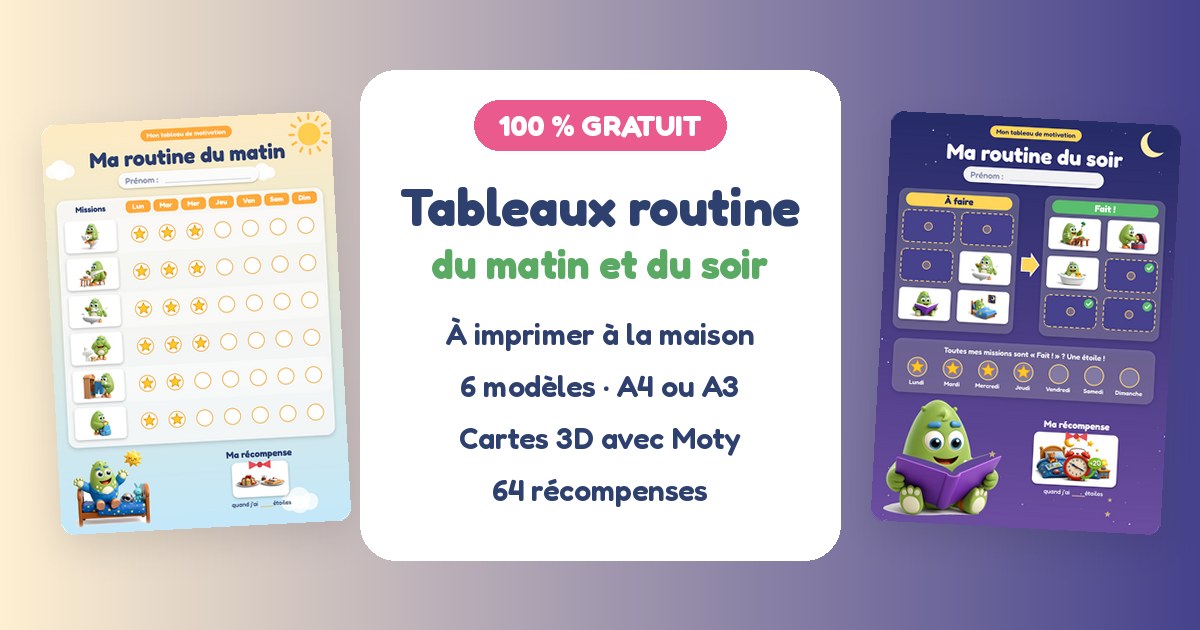 Mon tableau de motivation
Ma routine du matin
Prénom :
Missions
Lun Mar Mer Jeu Ven Sam Dim
Ma récompense
quand j'ai ___ étoiles
100 % GRATUIT
Tableaux routine
du matin et du soir
À imprimer à la maison
6 modèles · A4 ou A3
Cartes 3D avec Moty
64 récompenses
Mon tableau de motivation
Ma routine du soir
Prénom :
À faire
Fait !
Toutes mes missions sont « Fait ! » ? Une étoile !
Lundi Mardi Mercredi Jeudi Vendredi Samedi Dimanche
Ma récompense
quand j'ai ___ étoiles